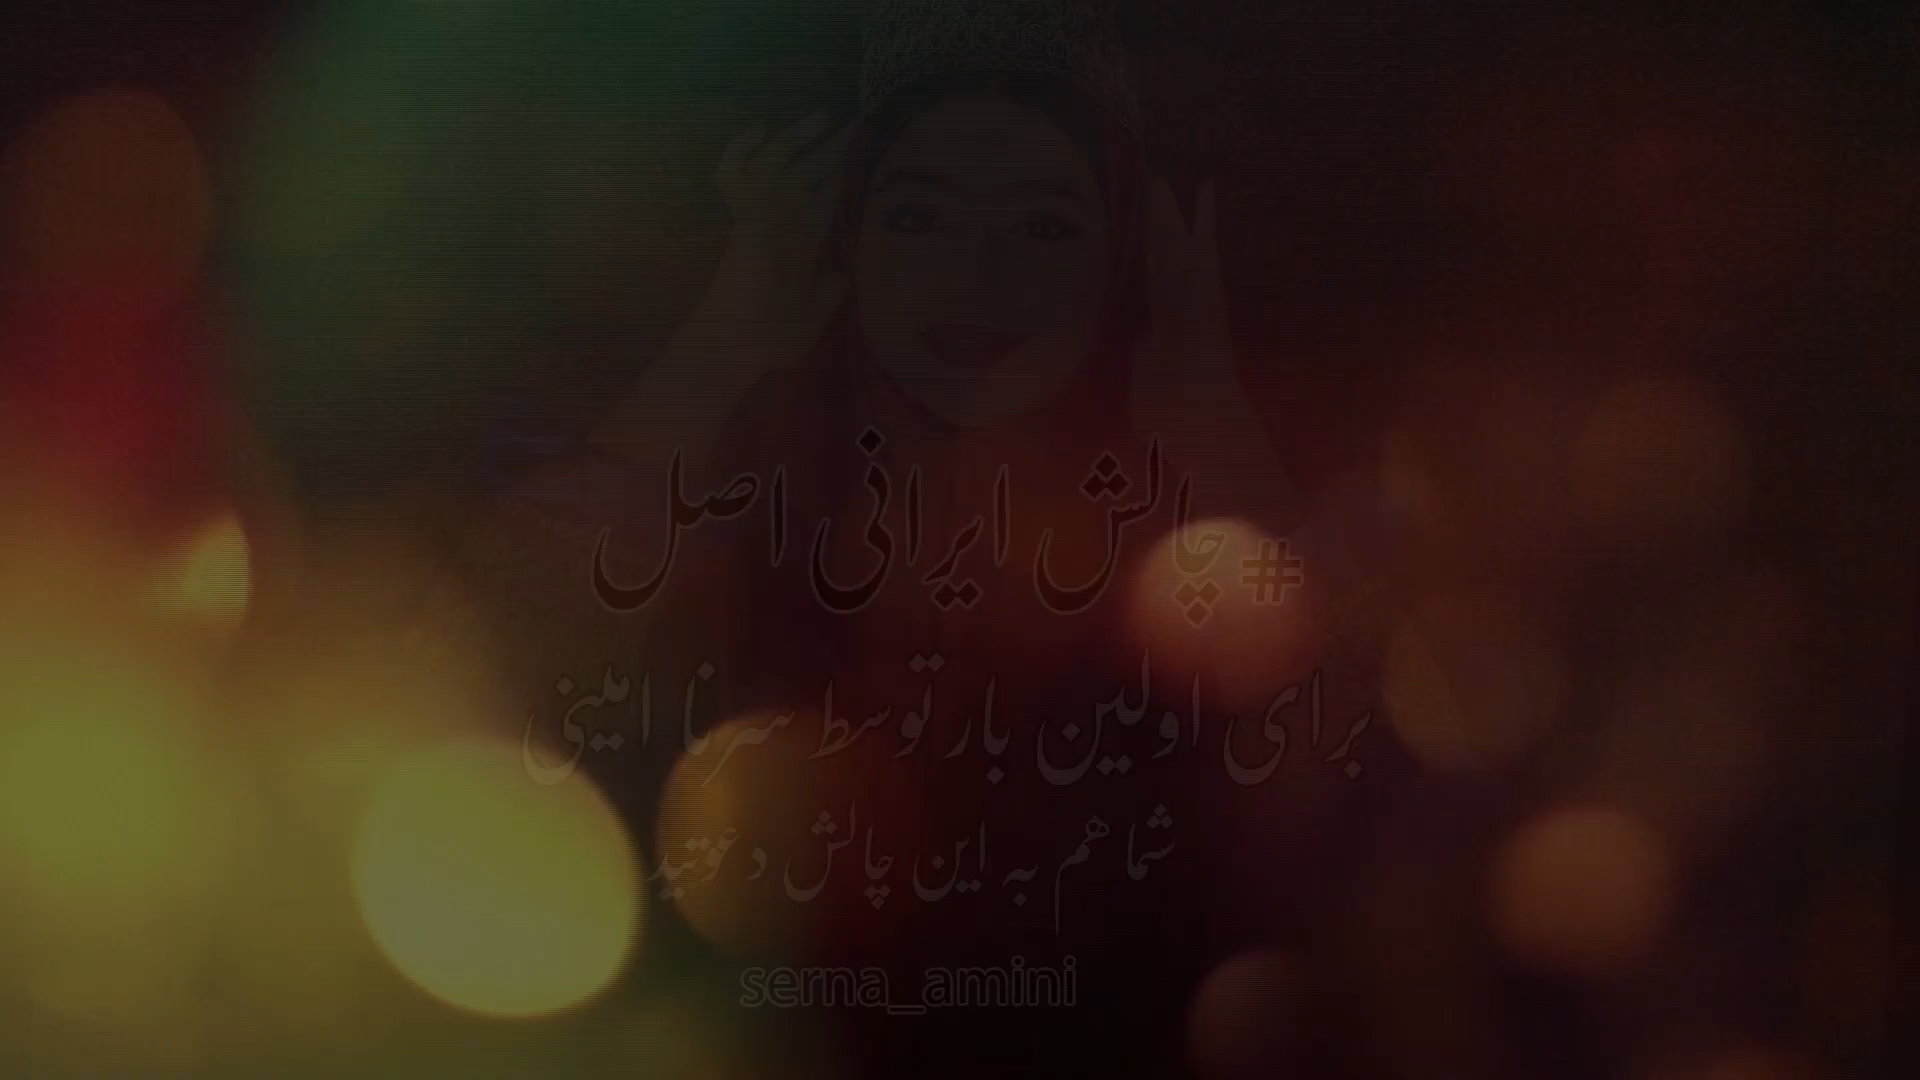 #چالش ایرانی اصل
برای اولین بار توسط سرنا امینی
شما هم به این چالش دعوتید
serna_amini